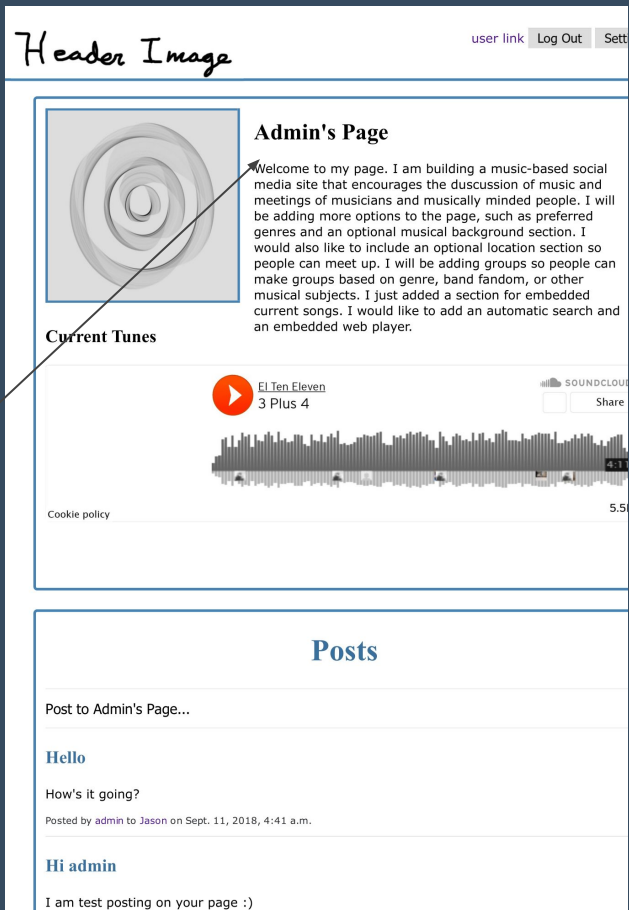 Header Image
user link Log Out Sett
Admin's Page
Welcome to my page. I am building a music-based social
media site that encourages the duscussion of music and
meetings of musicians and musically minded people. I will
be adding more options to the page, such as preferred
genres and an optional musical background section. I
would also like to include an optional location section so
people can meet up. I will be adding groups so people can
make groups based on genre, band fandom, or other
musical subjects. I just added a section for embedded
current songs. I would like to add an automatic search and
an embedded web player.
Current Tunes
El Ten Eleven
3 Plus 4
SOUNDCLOUD
Share
4:11
Cookie policy
5.5
Posts
Post to Admin's Page...
Hello
How's it going?
Posted by admin to Jason on Sept. 11, 2018, 4:41 a.m.
Hi admin
I am test posting on your page :)